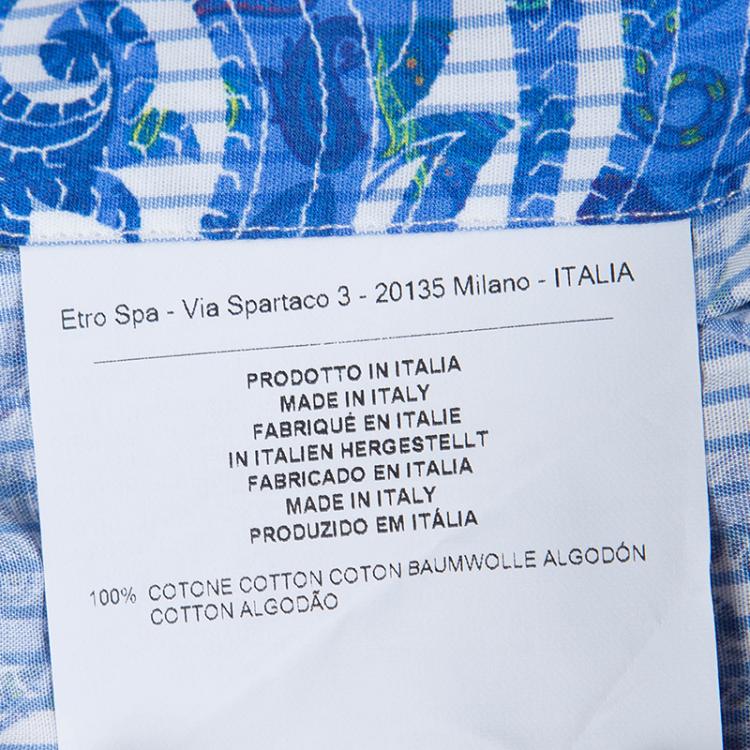 Etro Spa - Via Spartaco 3 - 20135 Milano - ITALIA
PRODOTTO IN ITALIA
MADE IN ITALY
FABRIQUÉ EN ITALIE
IN ITALIEN HERGESTELLT
FABRICADO EN ITALIA
MADE IN ITALY
PRODUZIDO EM ITÁLIA
100% COTONE COTTON COTON BAUMWOLLE ALGODÓN
COTTON ALGODÃO